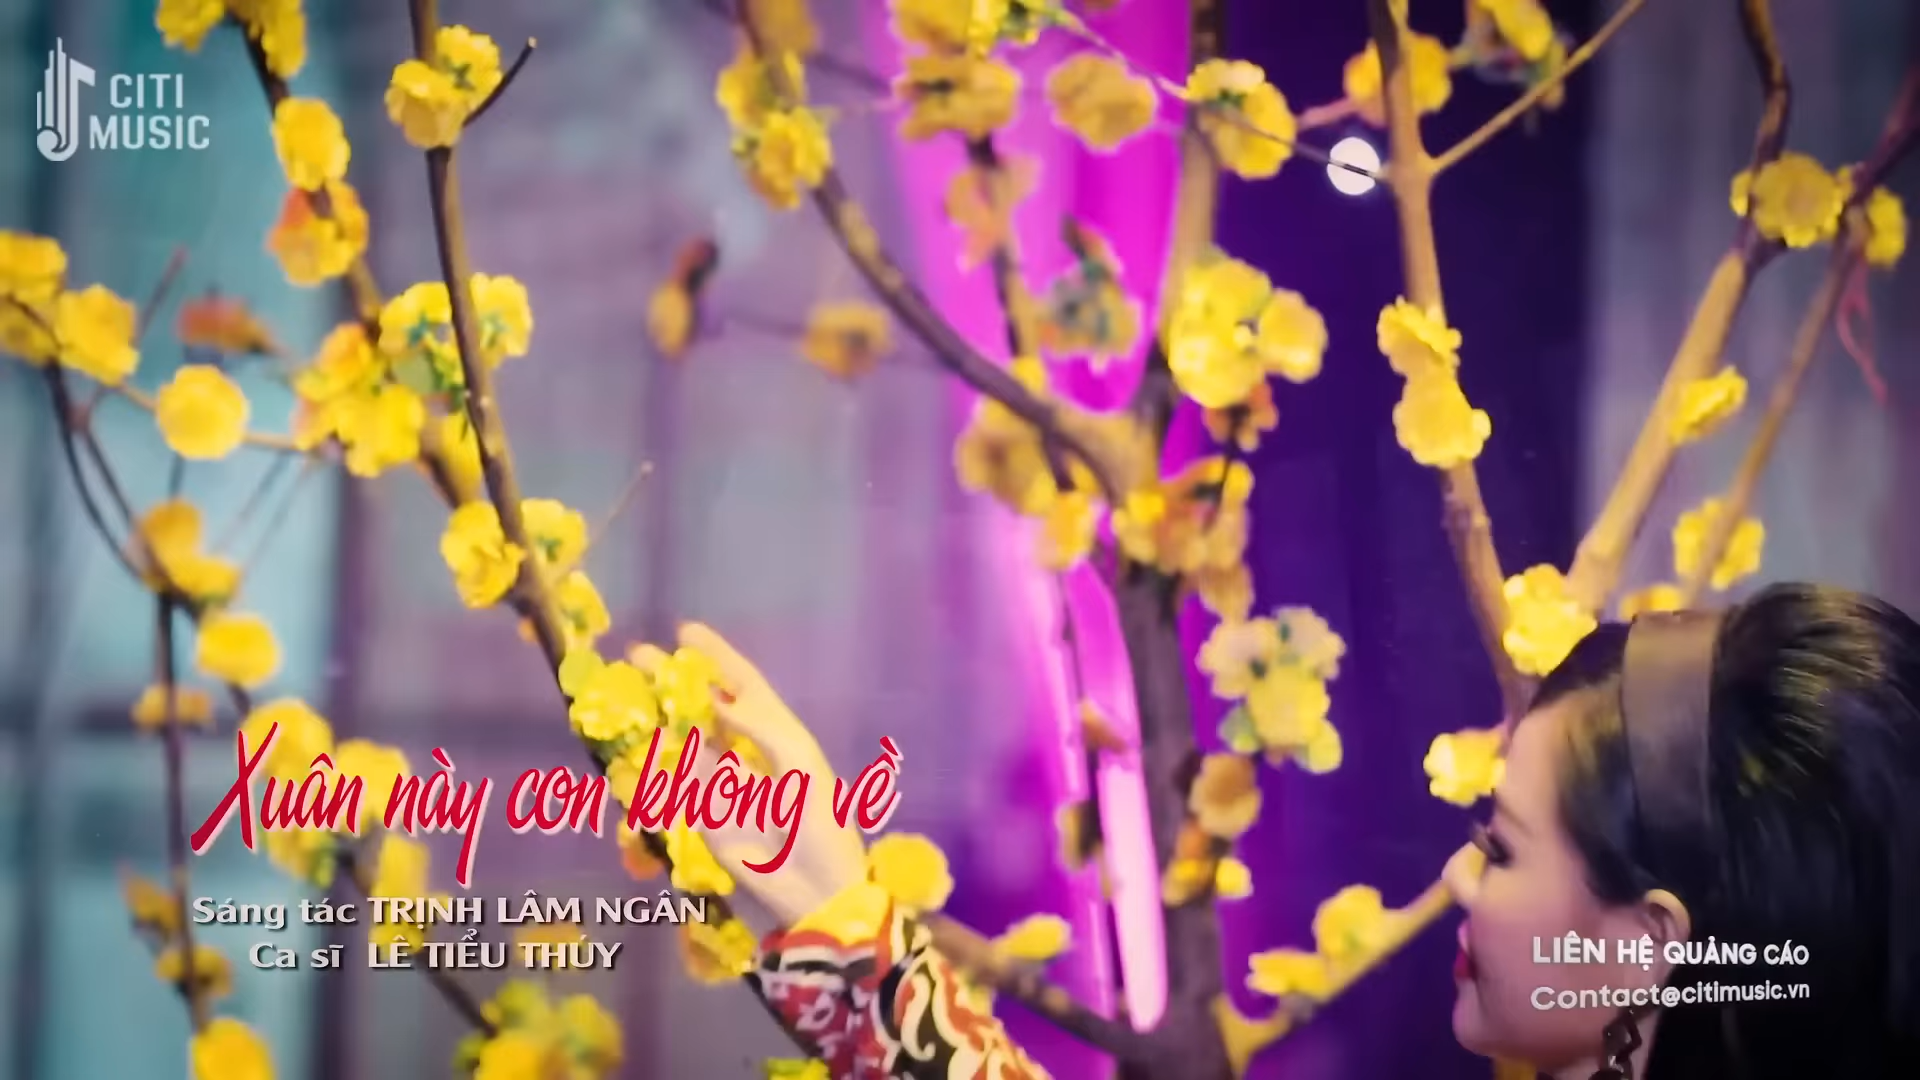 CITI
MUSIC
Xuân này con không về
Sáng tác TRỊNH LÂM NGÂN
Ca sĩ LÊ TIỂU THÚY
LIÊN HỆ QUẢNG CÁO
Contact@citimusic.vn